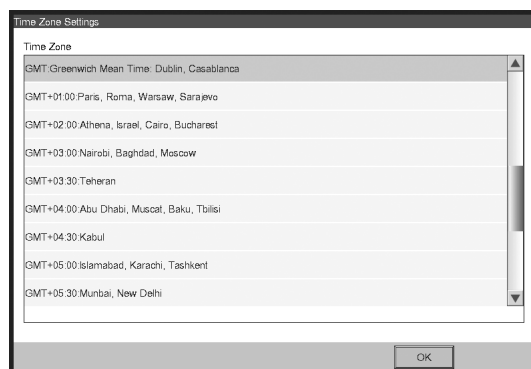 Time Zone Settings
Time Zone
GMT:Greenwich Mean Time: Dublin, Casablanca
GMT+01:00:Paris, Roma, Warsaw, Sarajevo
GMT+02:00:Athena, Israel, Cairo, Bucharest
GMT+03:00:Nairobi, Baghdad, Moscow
GMT+03:30:Teheran
GMT+04:00:Abu Dhabi, Muscat, Baku, Tbilisi
GMT+04:30:Kabul
GMT+05:00:Islamabad, Karachi, Tashkent
GMT+05:30:Munbai, New Delhi
OK